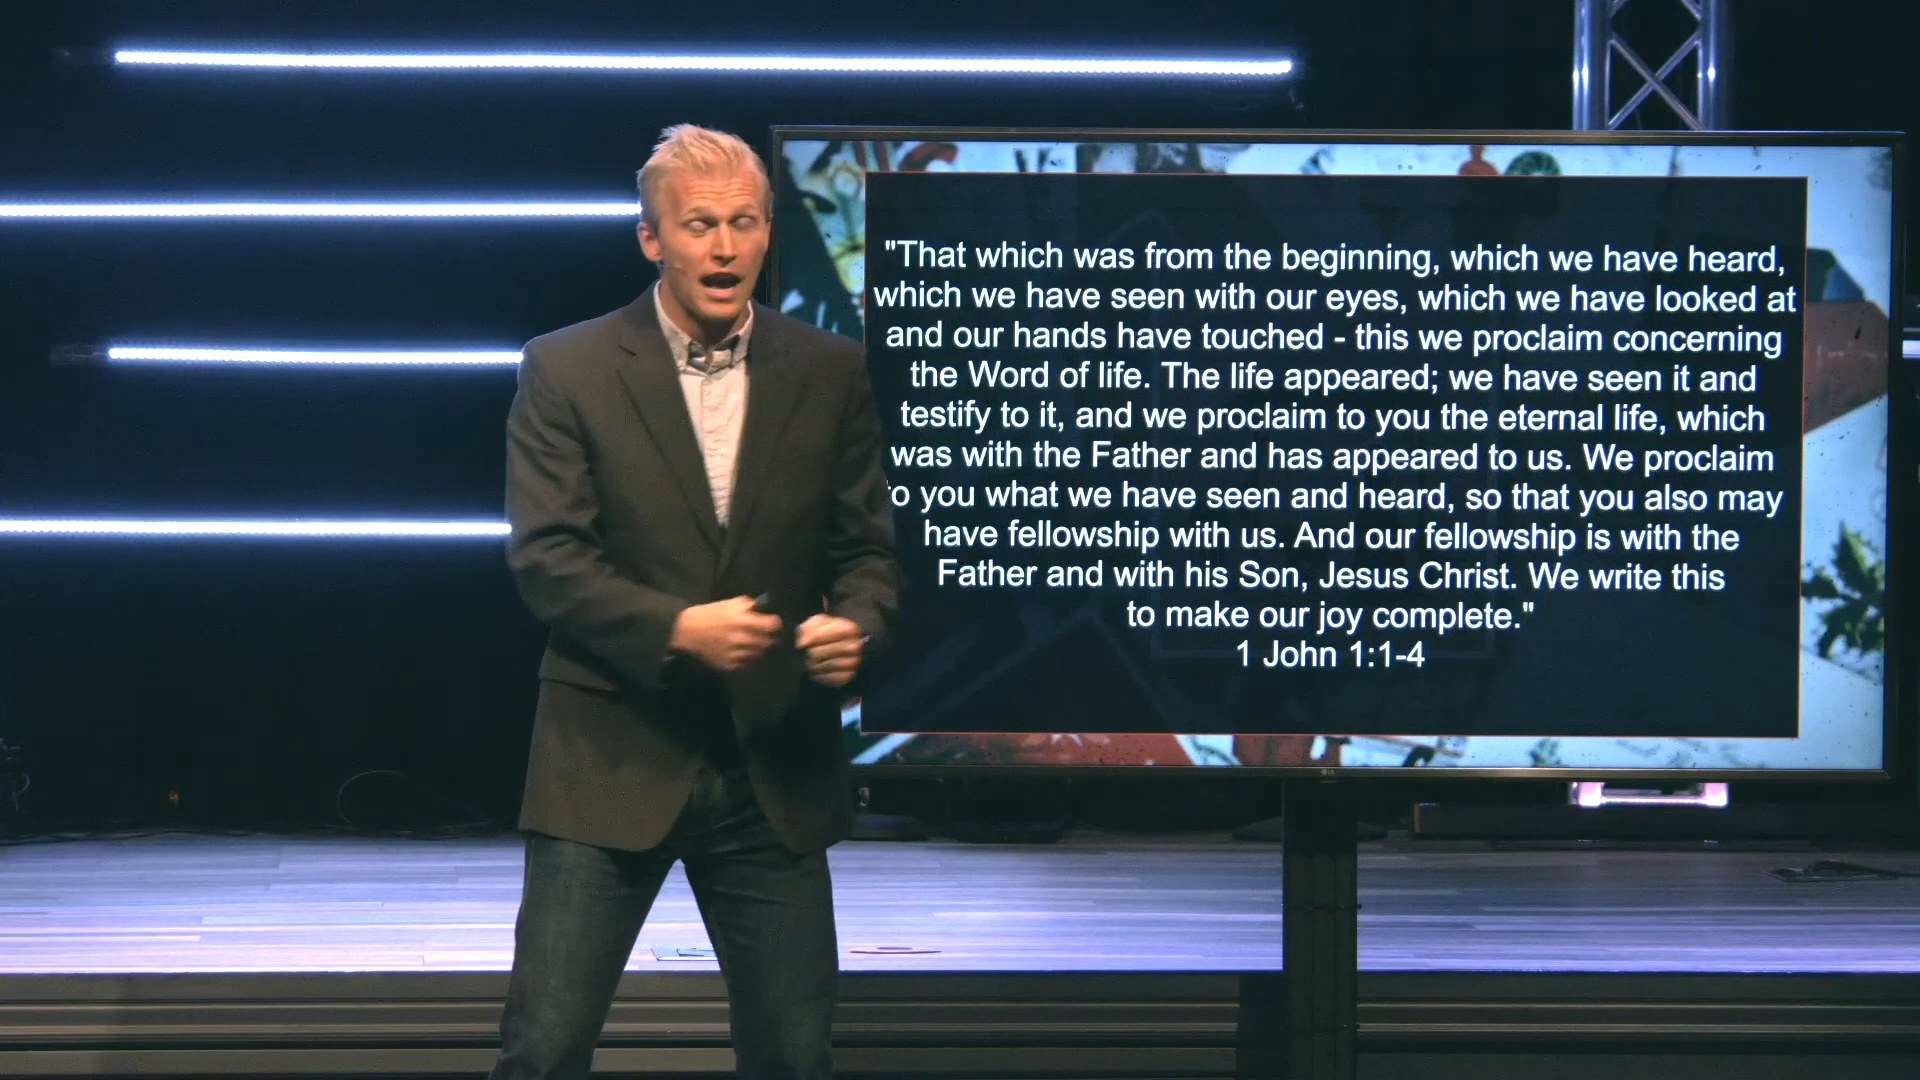 "That which was from the beginning, which we have heard,
which we have seen with our eyes, which we have looked at
and our hands have touched - this we proclaim concerning
the Word of life. The life appeared; we have seen it and
testify to it, and we proclaim to you the eternal life, which
was with the Father and has appeared to us. We proclaim
to you what we have seen and heard, so that you also may
have fellowship with us. And our fellowship is with the
Father and with his Son, Jesus Christ. We write this
to make our joy complete."
1 John 1:1-4
LG